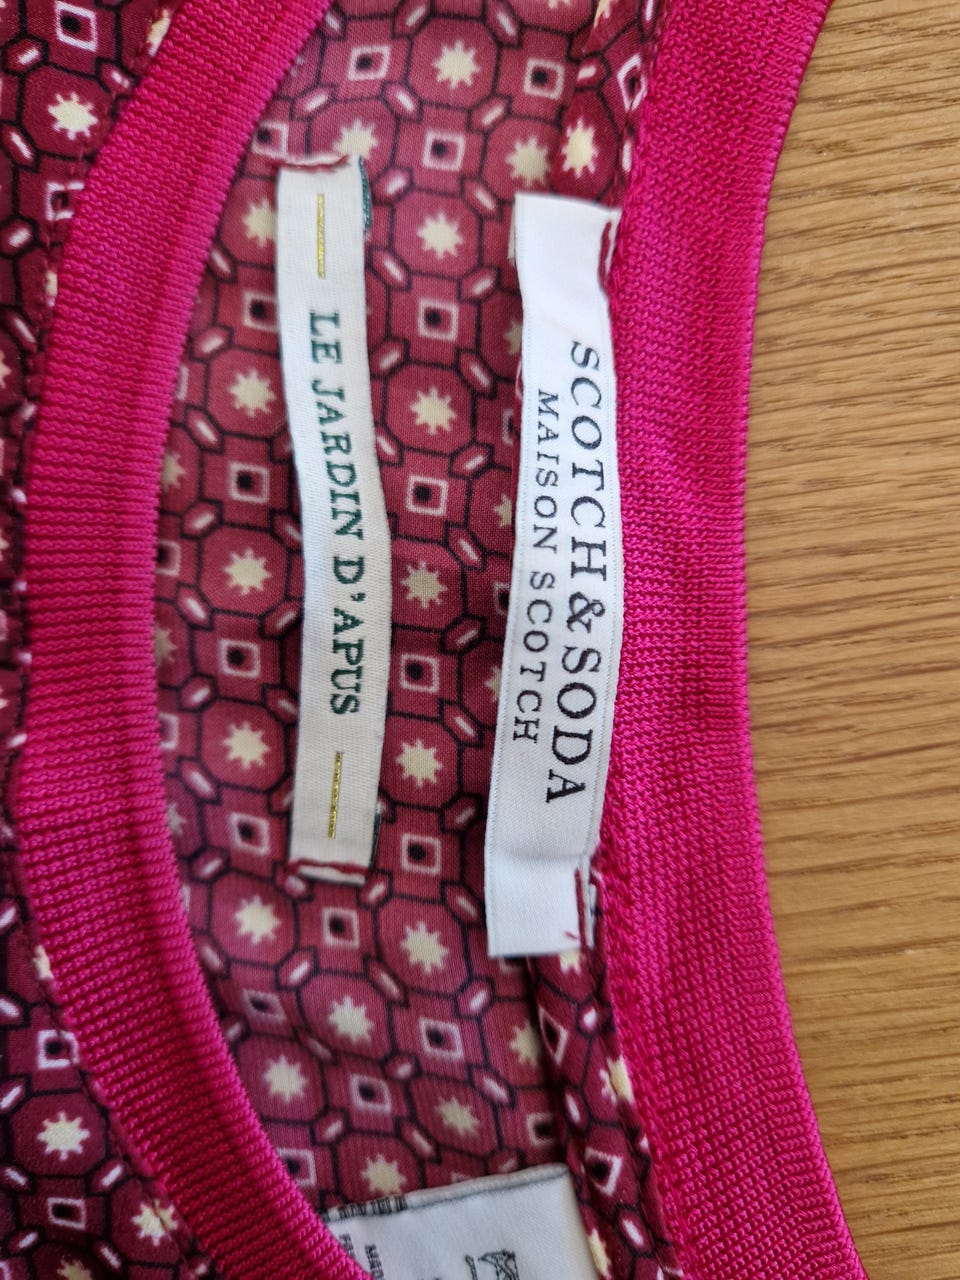 SCOTCH & SODA
MAISON SCOTCH
LE JARDIN D'APUS